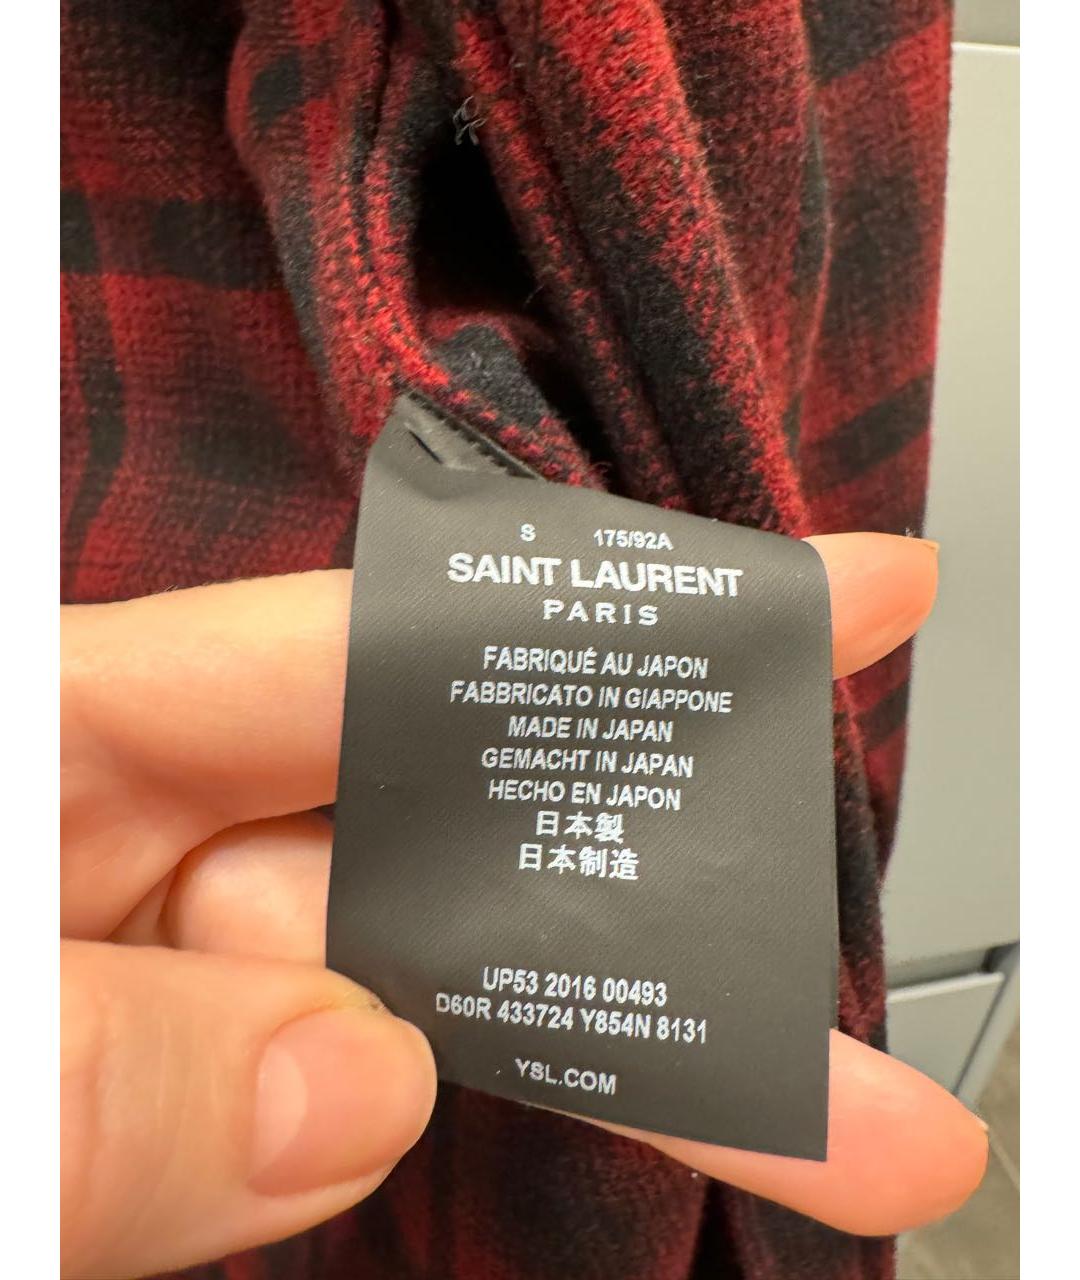 S 175/92A
SAINT LAURENT
PARIS
FABRIQUÉ AU JAPON
FABBRICATO IN GIAPPONE
MADE IN JAPAN
GEMACHT IN JAPAN
HECHO EN JAPON
日本製
日本制造
UP53 2016 00493
D60R 433724 Y854N 8131
YSL.COM